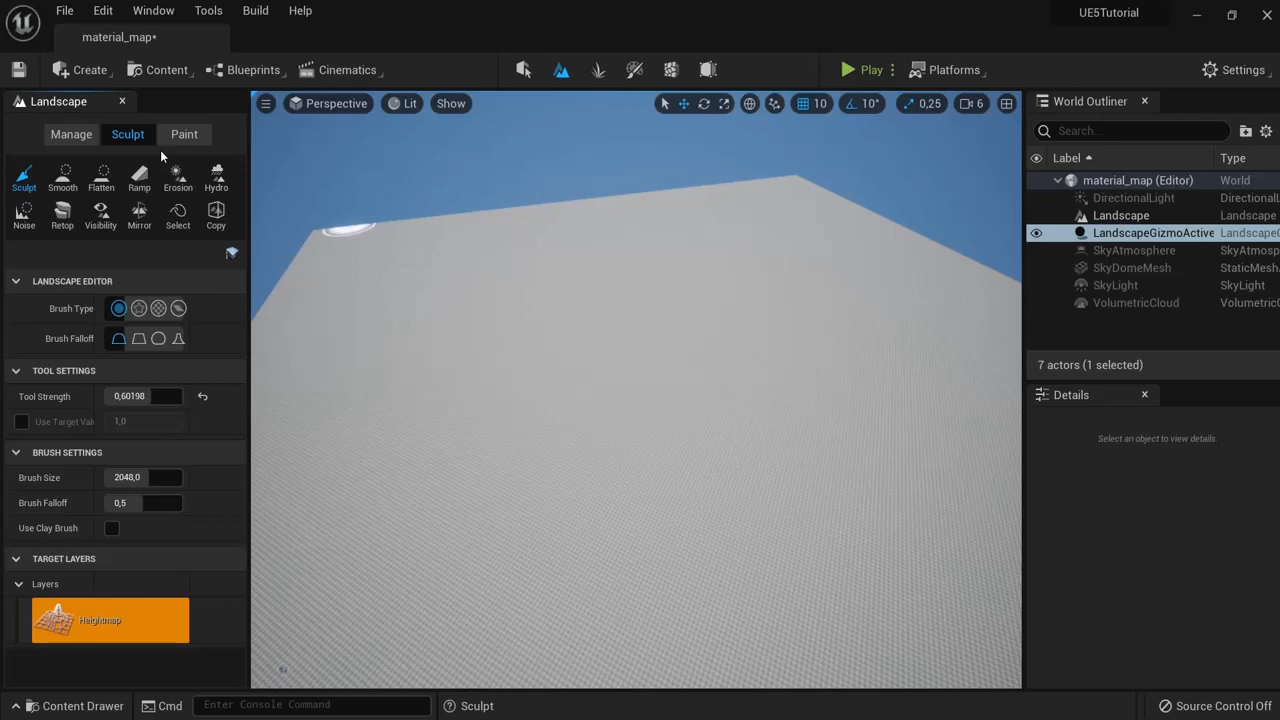 File Edit Window Tools Build Help UE5Tutorial
material_map*
Create Content Blueprints Cinematics Play Platforms Settings
Landscape
Manage Sculpt Paint
Sculpt Smooth Flatten Ramp Erosion Hydro
Noise Retop Visibility Mirror Select Copy
LANDSCAPE EDITOR
Brush Type
Brush Falloff
TOOL SETTINGS
Tool Strength 0,60198
Use Target Val 1,0
BRUSH SETTINGS
Brush Size 2048,0
Brush Falloff 0,5
Use Clay Brush
TARGET LAYERS
Layers
Heightmap
Perspective Lit Show 10 10° 0,25 6
World Outliner
Search...
Label Type
material_map (Editor) World
DirectionalLight Directional
Landscape Landscape
LandscapeGizmoActive LandscapeG
SkyAtmosphere SkyAtmosp
SkyDomeMesh StaticMesh
SkyLight SkyLight
VolumetricCloud Volumetric
7 actors (1 selected)
Details
Select an object to view details.
Content Drawer Cmd Enter Console Command Sculpt Source Control Off